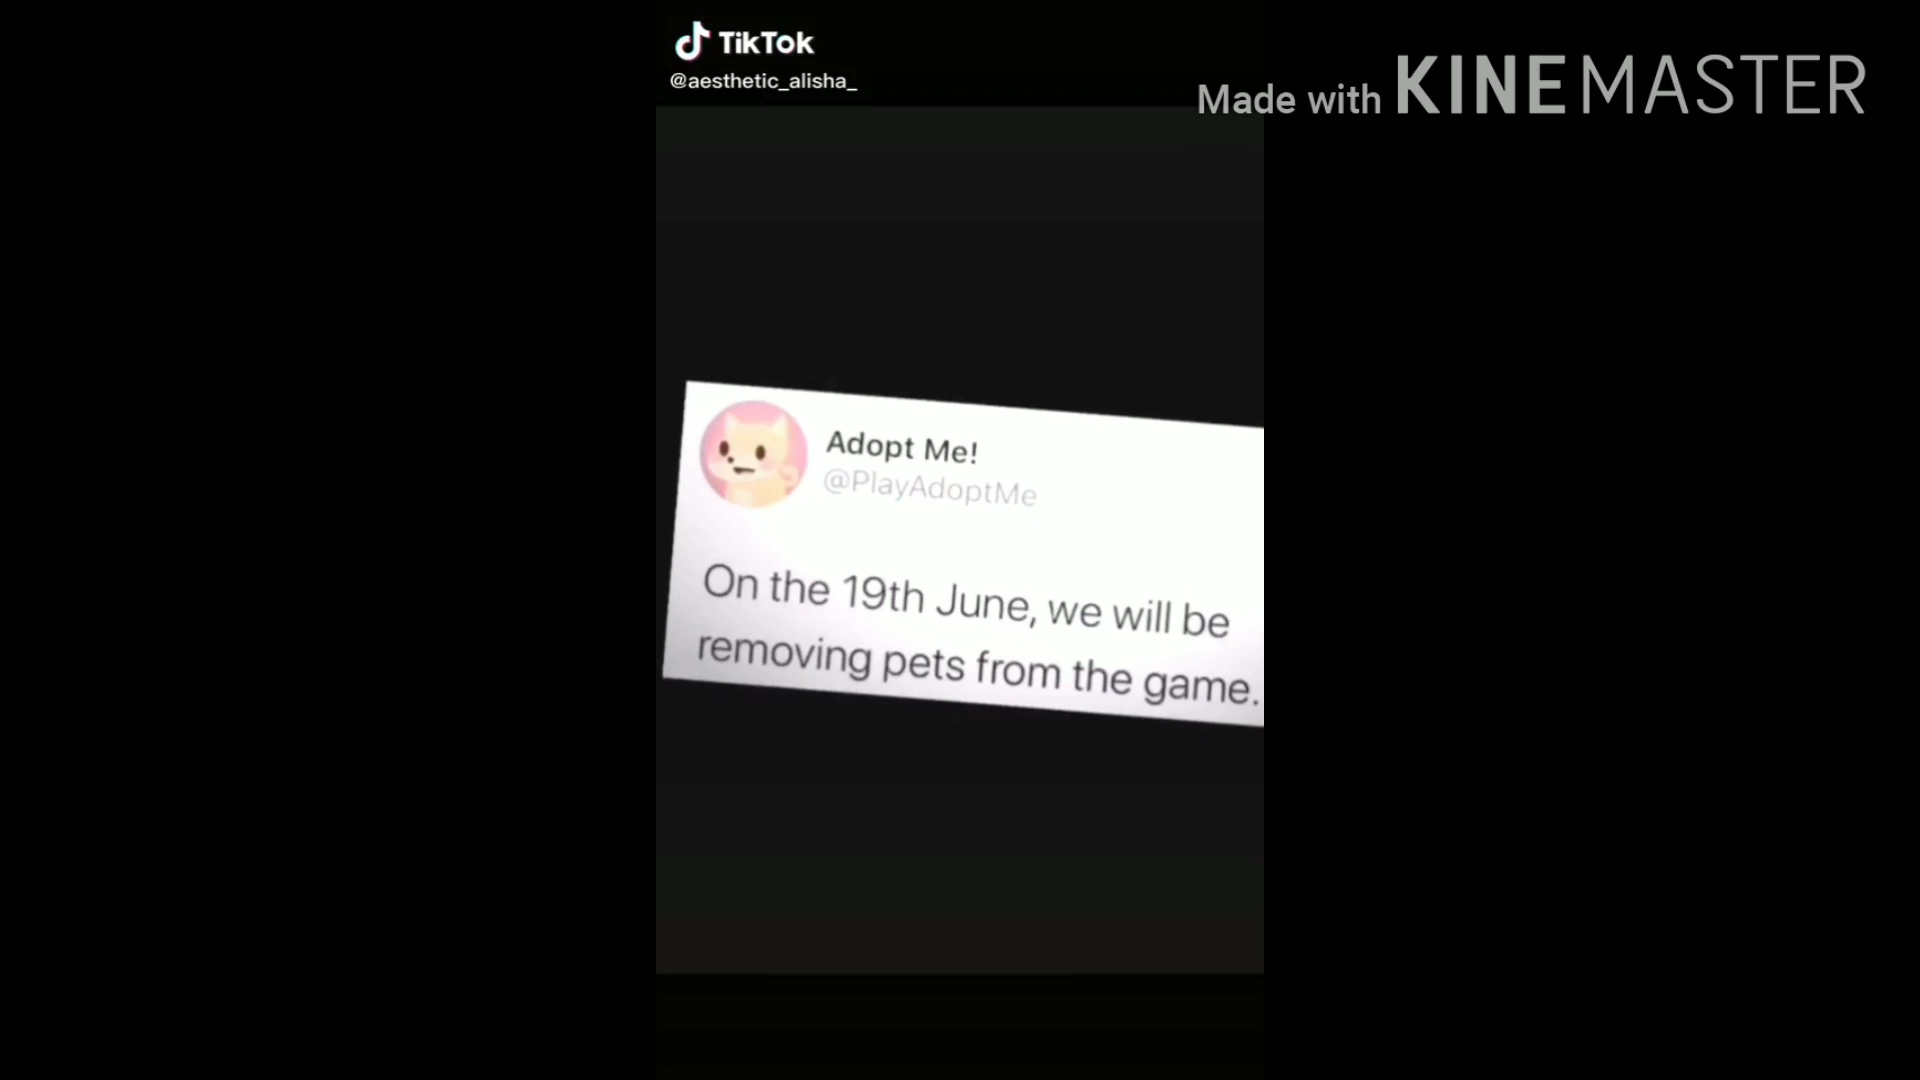 TikTok
@aesthetic_alisha_
Made with KINEMASTER
Adopt Me!
@PlayAdoptMe
On the 19th June, we will be
removing pets from the game.